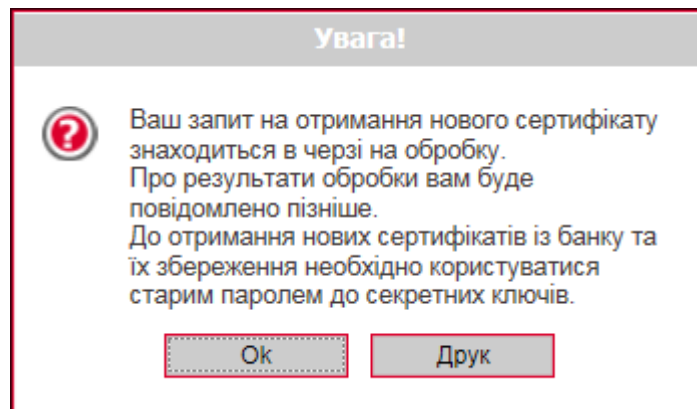 Увага!
Ваш запит на отримання нового сертифікату
знаходиться в черзі на обробку.
Про результати обробки вам буде
повідомлено пізніше.
До отримання нових сертифікатів із банку та
їх збереження необхідно користуватися
старим паролем до секретних ключів.
Ok
Друк